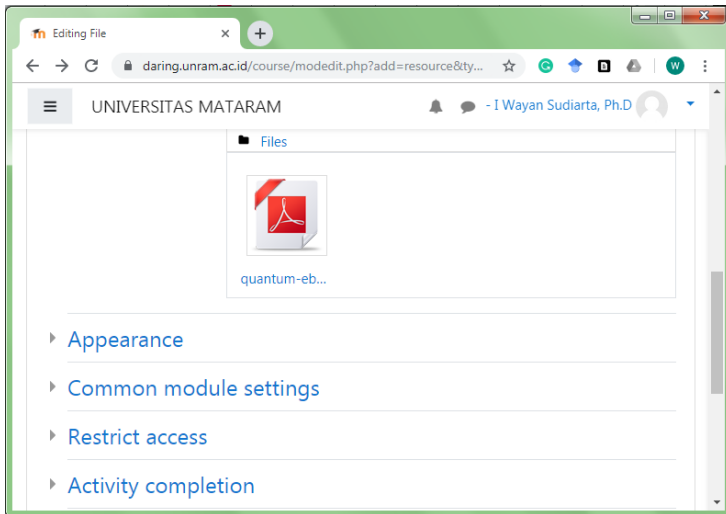 Editing File
daring.unram.ac.id/course/modedit.php?add=resource&ty...
UNIVERSITAS MATARAM
- I Wayan Sudiarta, Ph.D
Files
quantum-eb...
Appearance
Common module settings
Restrict access
Activity completion